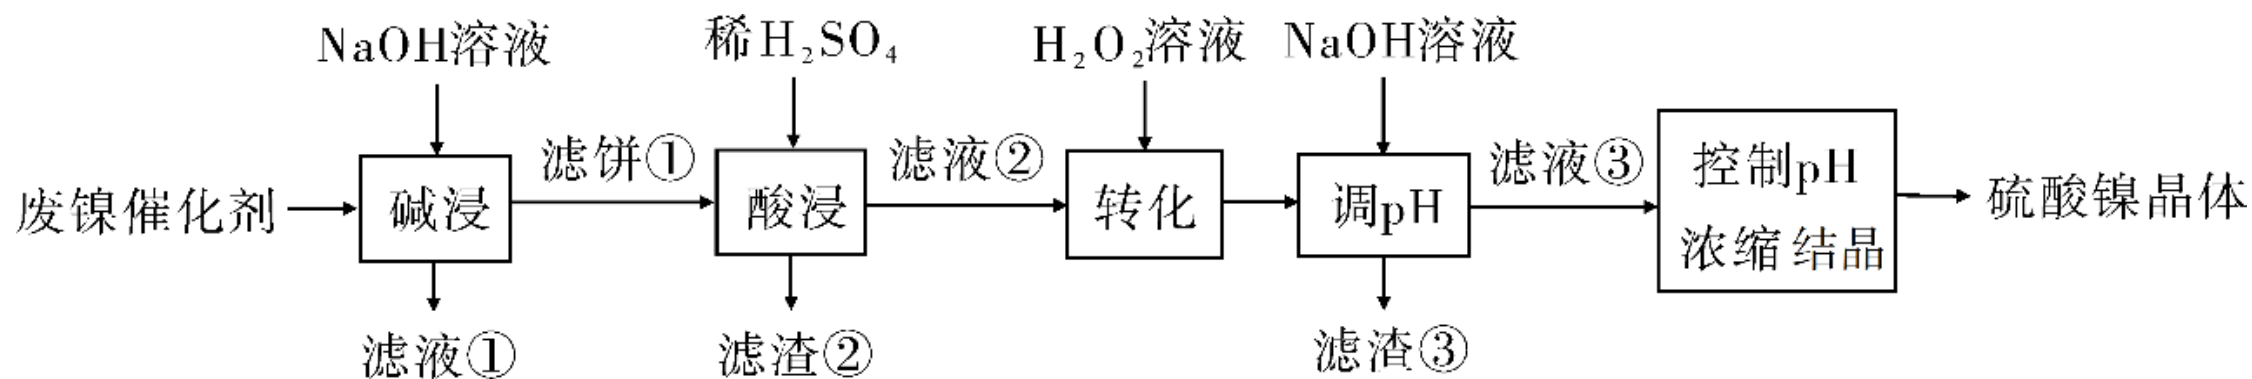 NaOH溶液
稀H₂SO₄
H₂O₂溶液
NaOH溶液
废镍催化剂
碱浸
滤饼①
酸浸
滤液②
转化
调pH
滤液③
控制pH
浓缩结晶
硫酸镍晶体
滤液①
滤渣②
滤渣③